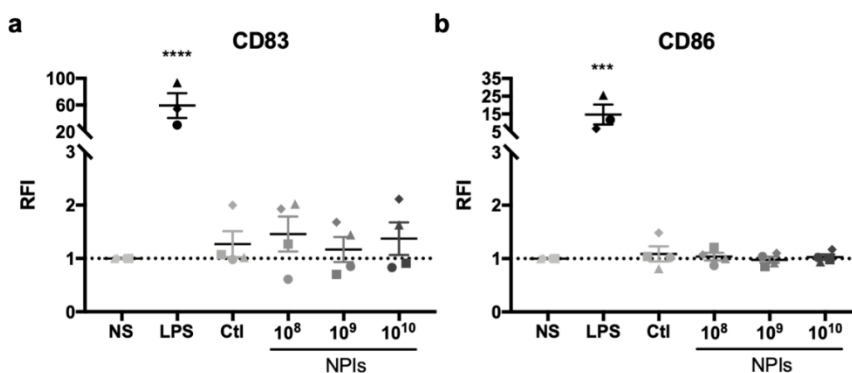 a
CD83
****
100
60
20
3
2
1
0
RFI
NS LPS Ctl 10⁸ 10⁹ 10¹⁰
NPIs
b
CD86
***
35
25
15
5
3
2
1
0
RFI
NS LPS Ctl 10⁸ 10⁹ 10¹⁰
NPIs